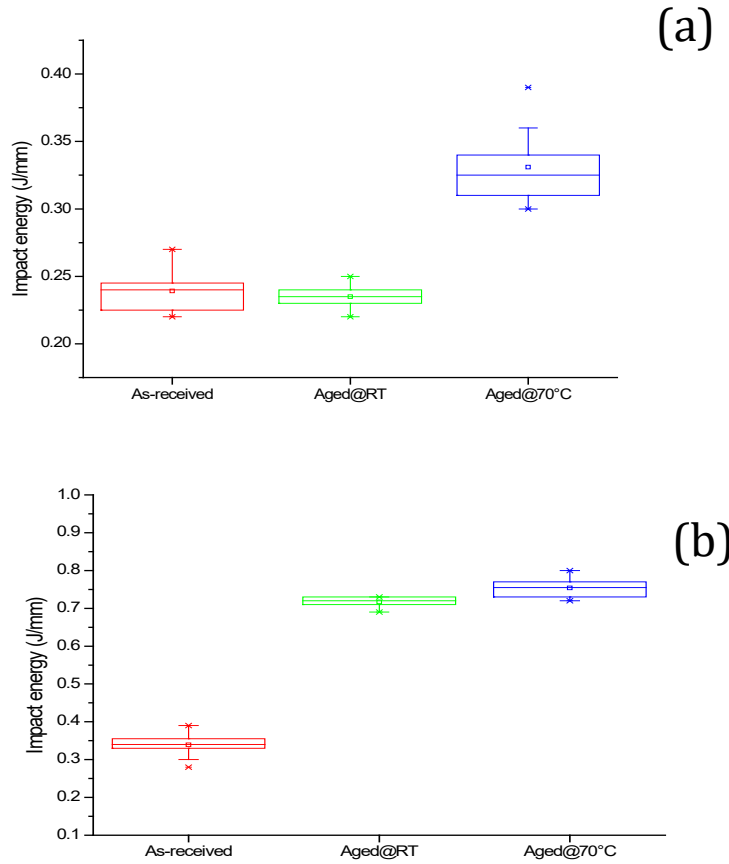 (a)
Impact energy (J/mm)
0.40
0.35
0.30
0.25
0.20
As-received Aged@RT Aged@70°C
(b)
Impact energy (J/mm)
1.0
0.9
0.8
0.7
0.6
0.5
0.4
0.3
0.2
0.1
As-received Aged@RT Aged@70°C